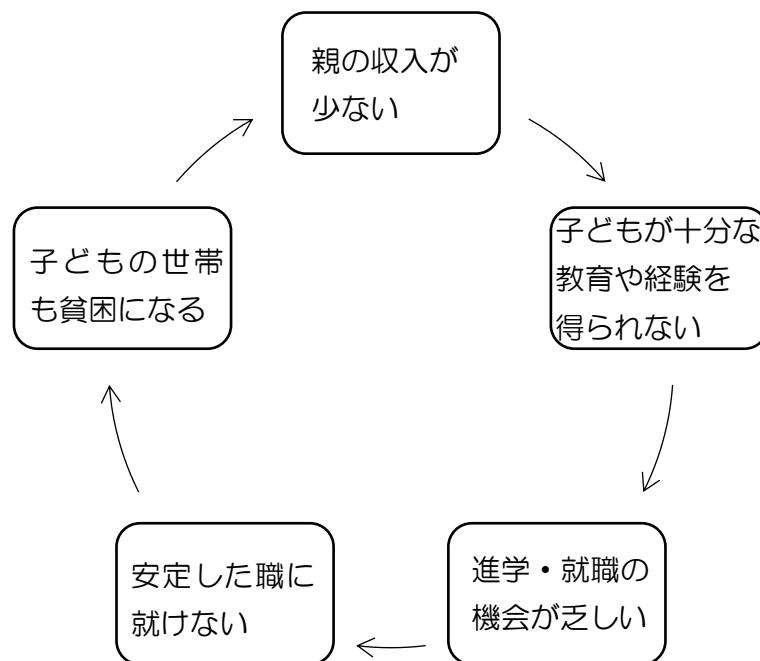 親の収入が
少ない
子どもが十分な
教育や経験を
得られない
進学・就職の
機会が乏しい
安定した職に
就けない
子どもの世帯
も貧困になる